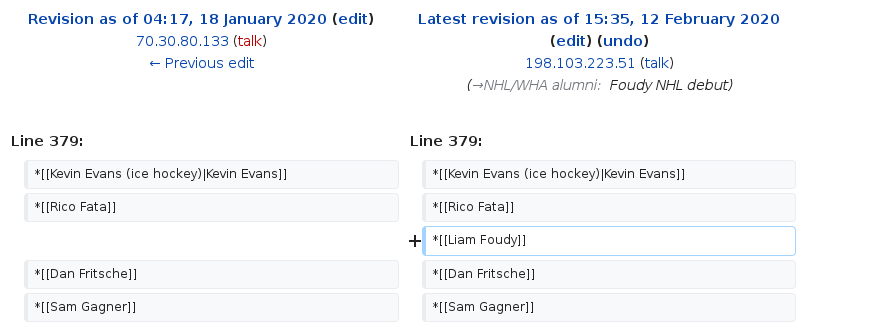 Revision as of 04:17, 18 January 2020 (edit)
70.30.80.133 (talk)
← Previous edit
Latest revision as of 15:35, 12 February 2020
(edit) (undo)
198.103.223.51 (talk)
(→NHL/WHA alumni: Foudy NHL debut)
Line 379:
Line 379:
*[[Kevin Evans (ice hockey)|Kevin Evans]]
*[[Kevin Evans (ice hockey)|Kevin Evans]]
*[[Rico Fata]]
*[[Rico Fata]]
+ *[[Liam Foudy]]
*[[Dan Fritsche]]
*[[Dan Fritsche]]
*[[Sam Gagner]]
*[[Sam Gagner]]